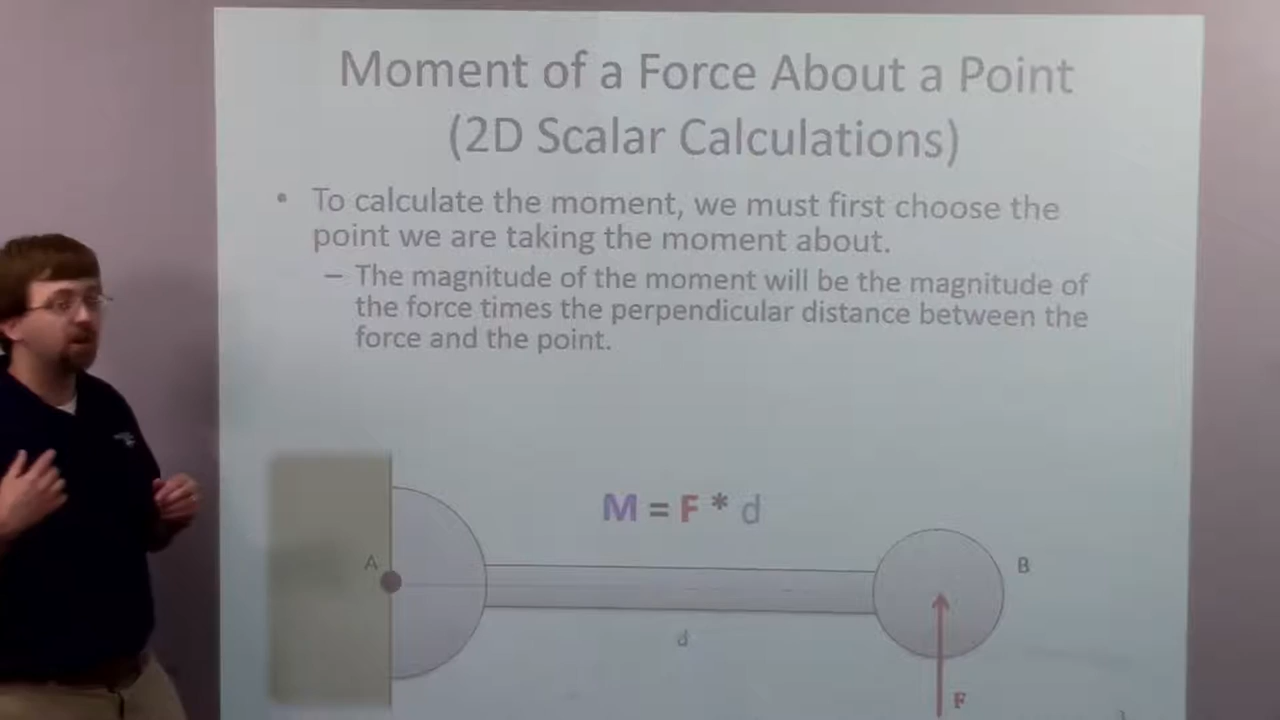 Moment of a Force About a Point
(2D Scalar Calculations)
• To calculate the moment, we must first choose the
point we are taking the moment about.
– The magnitude of the moment will be the magnitude of
the force times the perpendicular distance between the
force and the point.
M = F * d
A
B
d
F